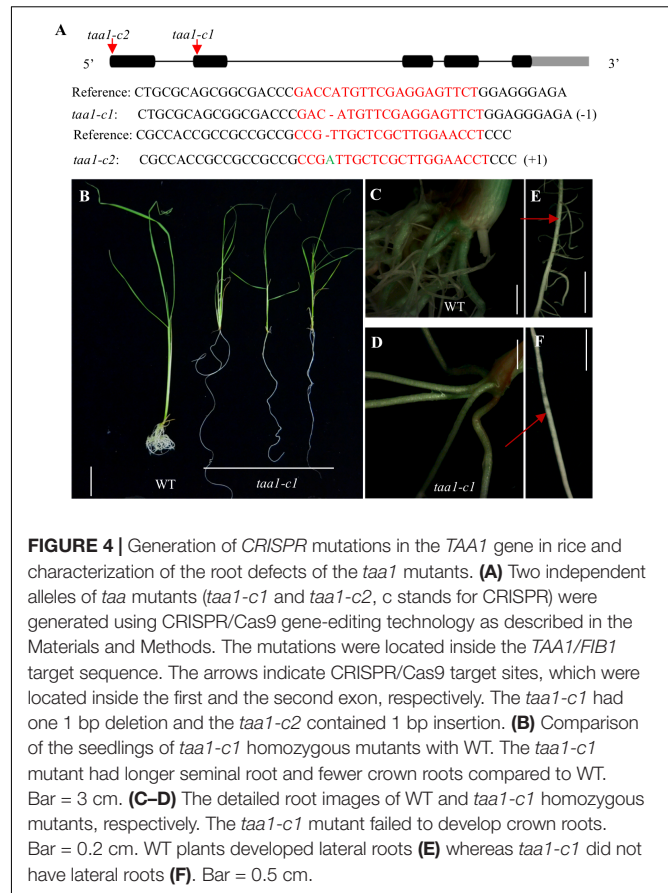 A
taa1-c2
taa1-c1
5’
3’
Reference: CTGCGCAGCGGCGACCCGACCATGTTCGAGGAGTTCTGGAGGGAGA
taa1-c1: CTGCGCAGCGGCGACCCGAC - ATGTTCGAGGAGTTCTGGAGGGAGA (-1)
Reference: CGCCACCGCCGCCGCCGCCG -TTGCTCGCTTGGAACCTCCC
taa1-c2: CGCCACCGCCGCCGCCGCCGATTGCTCGCTTGGAACCTCCC (+1)
B
WT
taa1-c1
C
WT
E
D
taa1-c1
F
FIGURE 4 | Generation of CRISPR mutations in the TAA1 gene in rice and
characterization of the root defects of the taa1 mutants. (A) Two independent
alleles of taa mutants (taa1-c1 and taa1-c2, c stands for CRISPR) were
generated using CRISPR/Cas9 gene-editing technology as described in the
Materials and Methods. The mutations were located inside the TAA1/FIB1
target sequence. The arrows indicate CRISPR/Cas9 target sites, which were
located inside the first and the second exon, respectively. The taa1-c1 had
one 1 bp deletion and the taa1-c2 contained 1 bp insertion. (B) Comparison
of the seedlings of taa1-c1 homozygous mutants with WT. The taa1-c1
mutant had longer seminal root and fewer crown roots compared to WT.
Bar = 3 cm. (C–D) The detailed root images of WT and taa1-c1 homozygous
mutants, respectively. The taa1-c1 mutant failed to develop crown roots.
Bar = 0.2 cm. WT plants developed lateral roots (E) whereas taa1-c1 did not
have lateral roots (F). Bar = 0.5 cm.